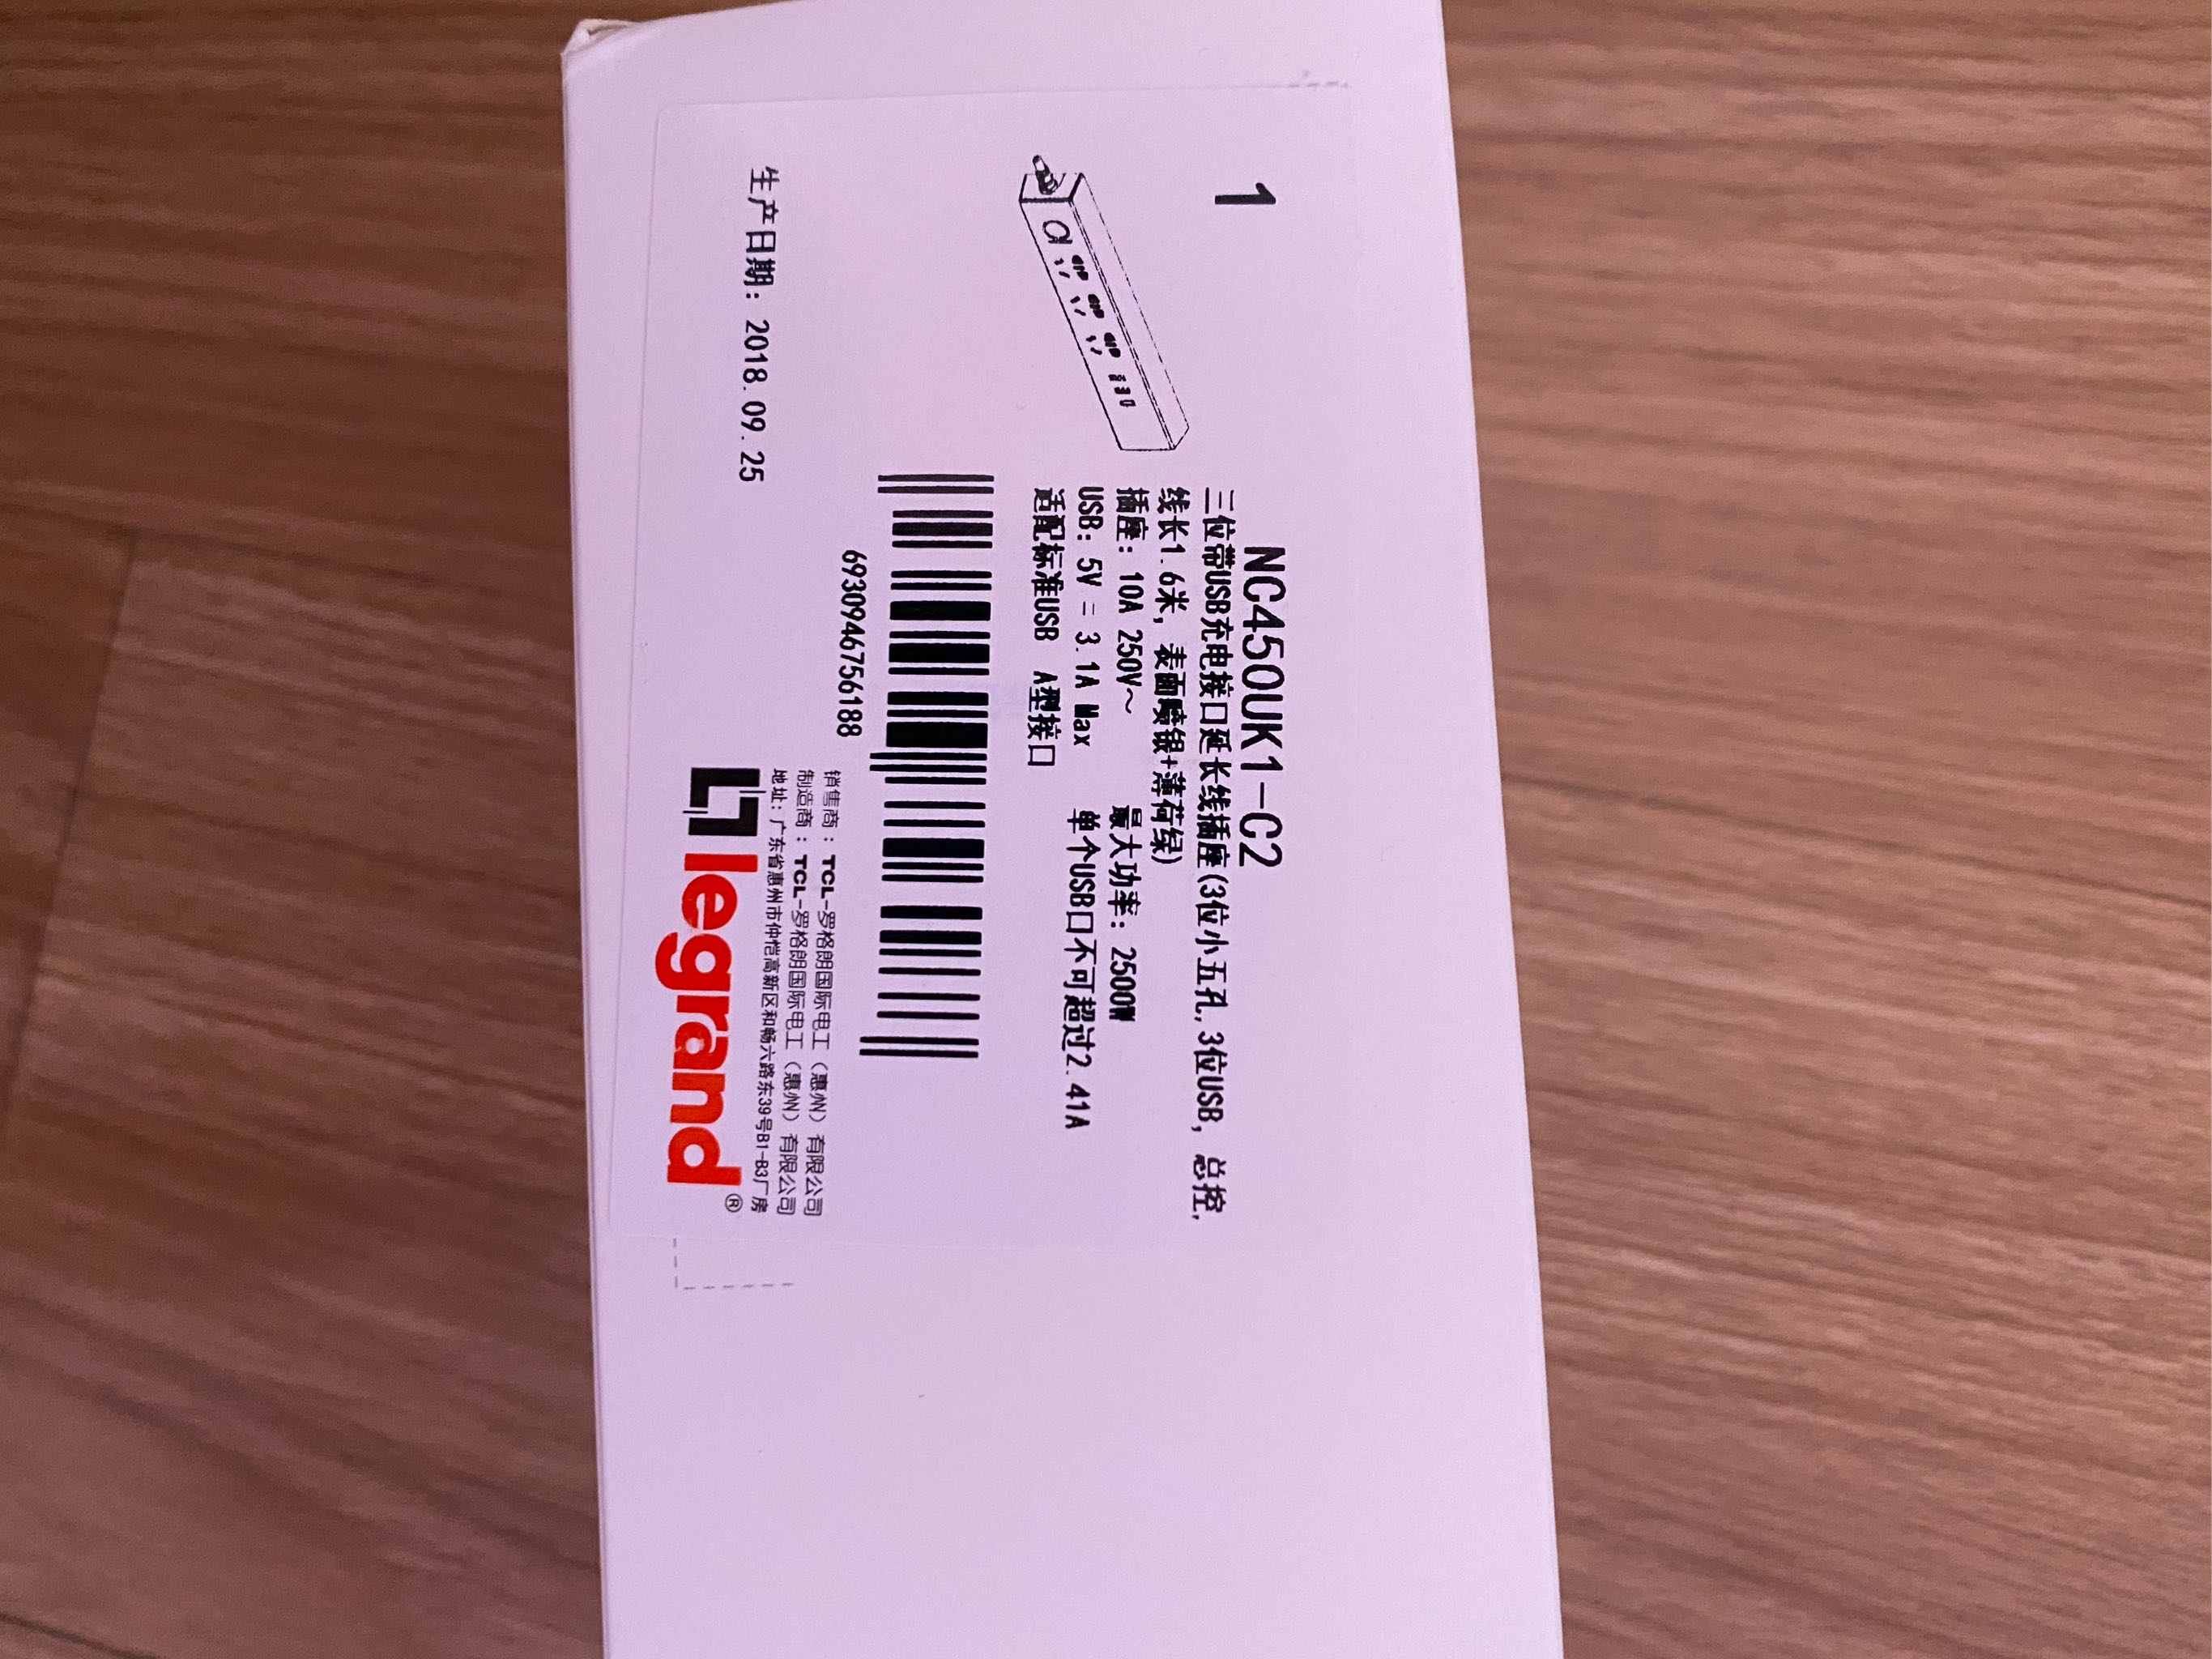 1
NC450UK1-C2
三位带USB充电接口延长线插座(3位小五孔, 3位USB, 总控,
线长1.6米, 表面喷银+薄荷绿)
插座: 10A 250V～ 最大功率: 2500W
USB: 5V = 3.1A Max 单个USB口不可超过2.41A
适配标准USB A型接口
6930946756188
生产日期: 2018.09.25
销售商：TCL-罗格朗国际电工（惠州）有限公司
制造商：TCL-罗格朗国际电工（惠州）有限公司
地址：广东省惠州市仲恺高新区和畅六路东39号B1-B3厂房
legrand®